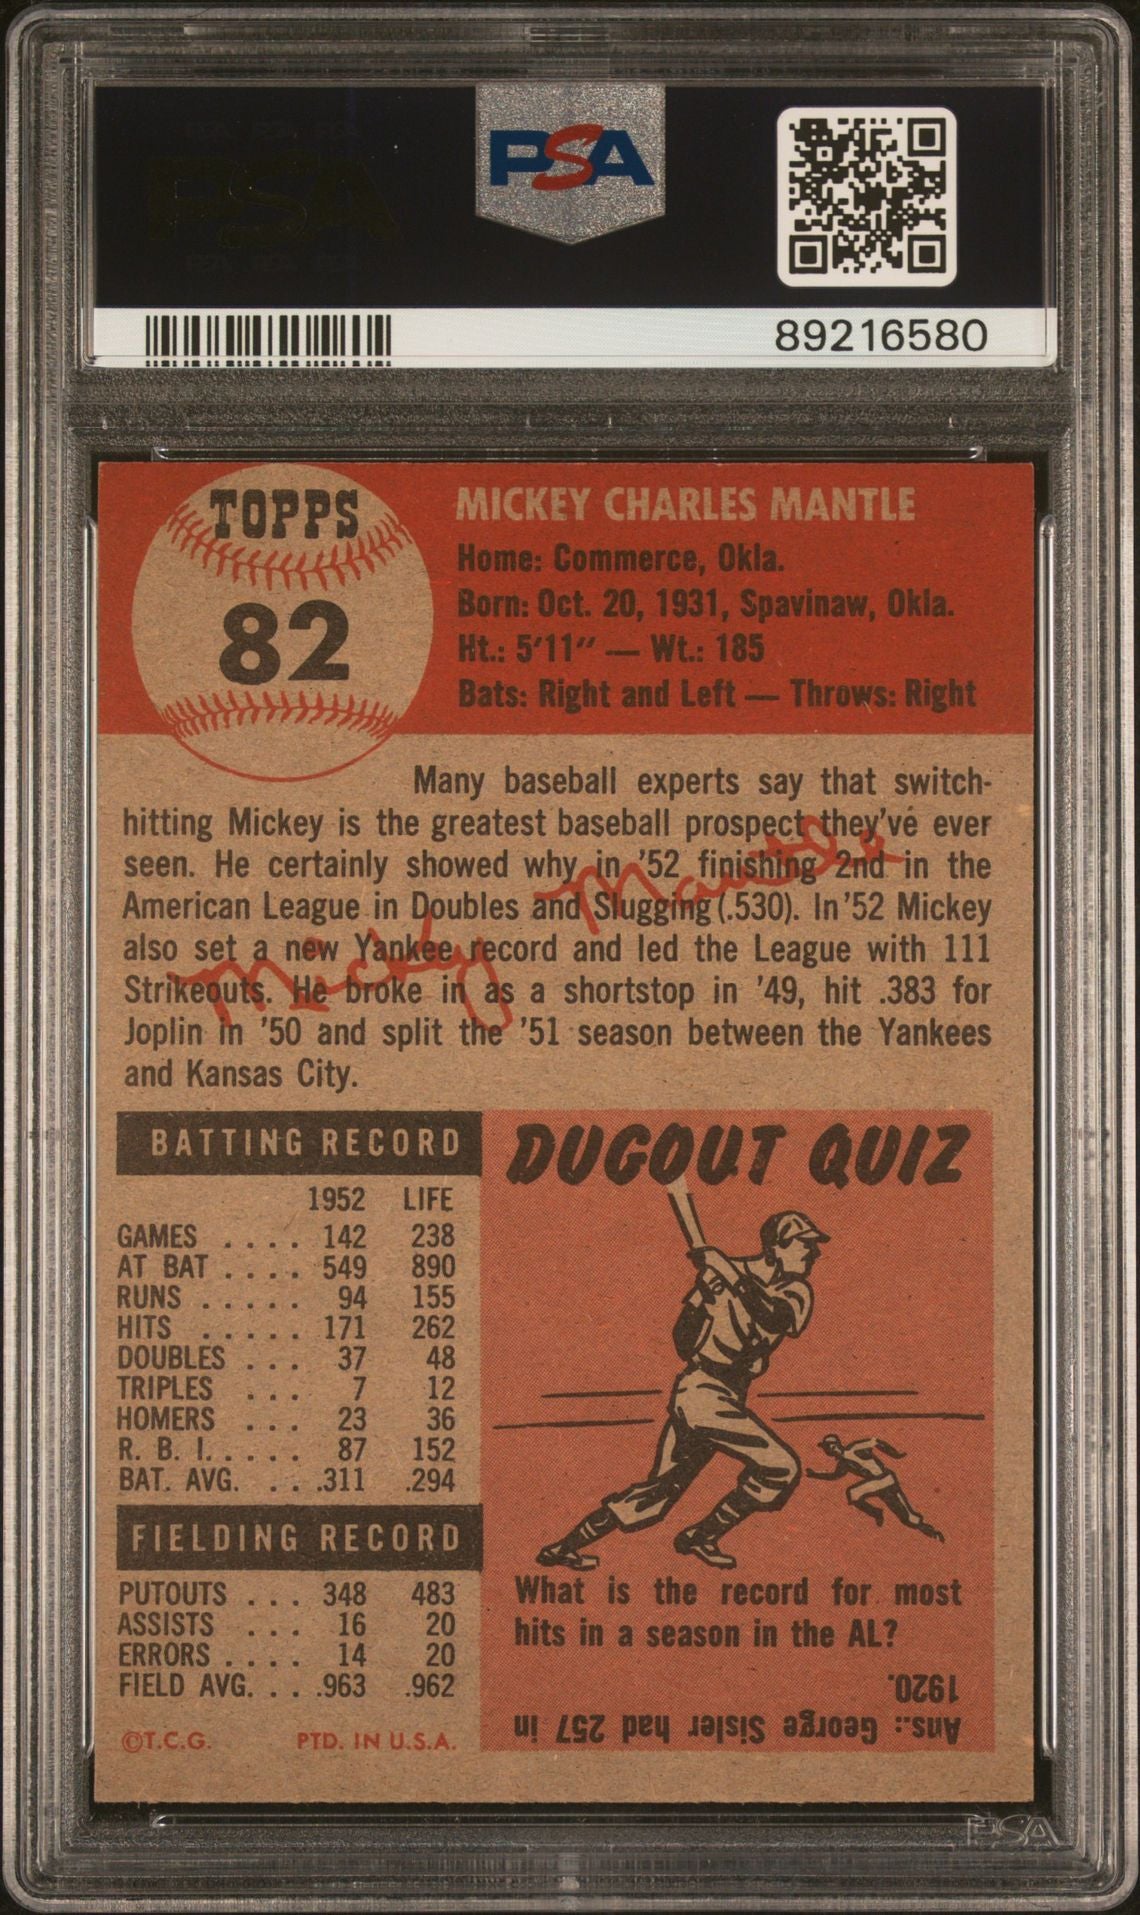 PSA
89216580
TOPPS
82
MICKEY CHARLES MANTLE
Home: Commerce, Okla.
Born: Oct. 20, 1931, Spavinaw, Okla.
Ht.: 5'11" — Wt.: 185
Bats: Right and Left — Throws: Right
Many baseball experts say that switch-
hitting Mickey is the greatest baseball prospect they've ever
seen. He certainly showed why in '52 finishing 2nd in the
American League in Doubles and Slugging (.530). In '52 Mickey
also set a new Yankee record and led the League with 111
Strikeouts. He broke in as a shortstop in '49, hit .383 for
Joplin in '50 and split the '51 season between the Yankees
and Kansas City.
Micky Mantle
BATTING RECORD
1952 LIFE
GAMES .... 142 238
AT BAT .... 549 890
RUNS ..... 94 155
HITS ..... 171 262
DOUBLES ... 37 48
TRIPLES ... 7 12
HOMERS ... 23 36
R. B. I. .... 87 152
BAT. AVG. ...311 .294
FIELDING RECORD
PUTOUTS ... 348 483
ASSISTS ... 16 20
ERRORS .... 14 20
FIELD AVG. ...963 .962
©T.C.G. PTD. IN U.S.A.
DUGOUT QUIZ
What is the record for most
hits in a season in the AL?
Ans.: George Sisler had 257 in
1920.
PSA